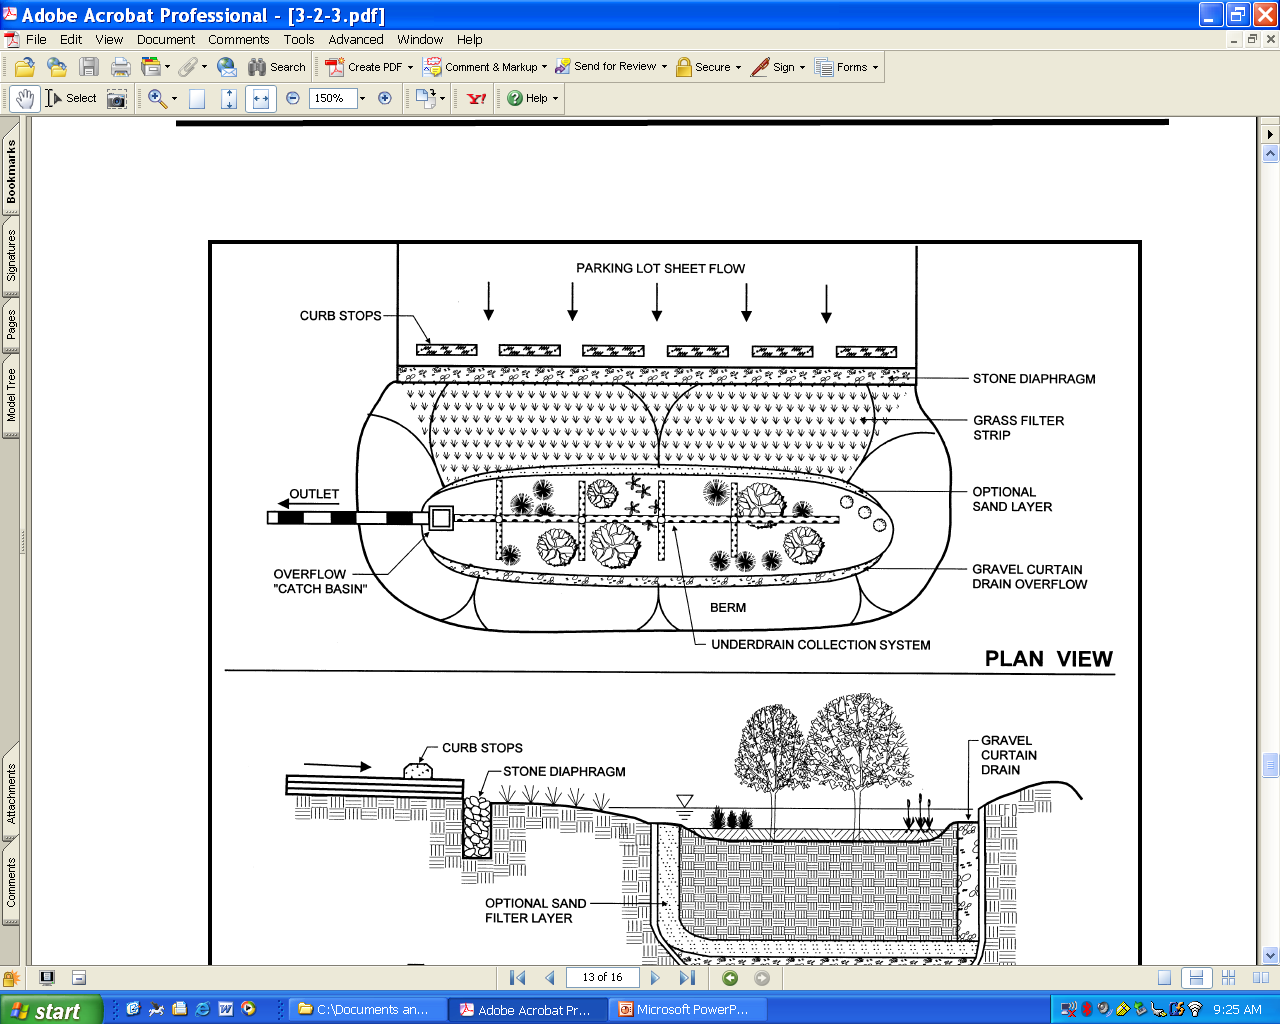 Adobe Acrobat Professional - [3-2-3.pdf]
File Edit View Document Comments Tools Advanced Window Help
Search Create PDF Comment & Markup Send for Review Secure Sign Forms
Select 150% Y! Help
Bookmarks
Signatures
Pages
Model Tree
Attachments
Comments
PARKING LOT SHEET FLOW
CURB STOPS
STONE DIAPHRAGM
GRASS FILTER
STRIP
OUTLET
OPTIONAL
SAND LAYER
OVERFLOW
"CATCH BASIN"
GRAVEL CURTAIN
DRAIN OVERFLOW
BERM
UNDERDRAIN COLLECTION SYSTEM
PLAN VIEW
CURB STOPS
STONE DIAPHRAGM
GRAVEL
CURTAIN
DRAIN
OPTIONAL SAND
FILTER LAYER
13 of 16
start C:\Documents an... Adobe Acrobat Pr... Microsoft PowerP... 9:25 AM